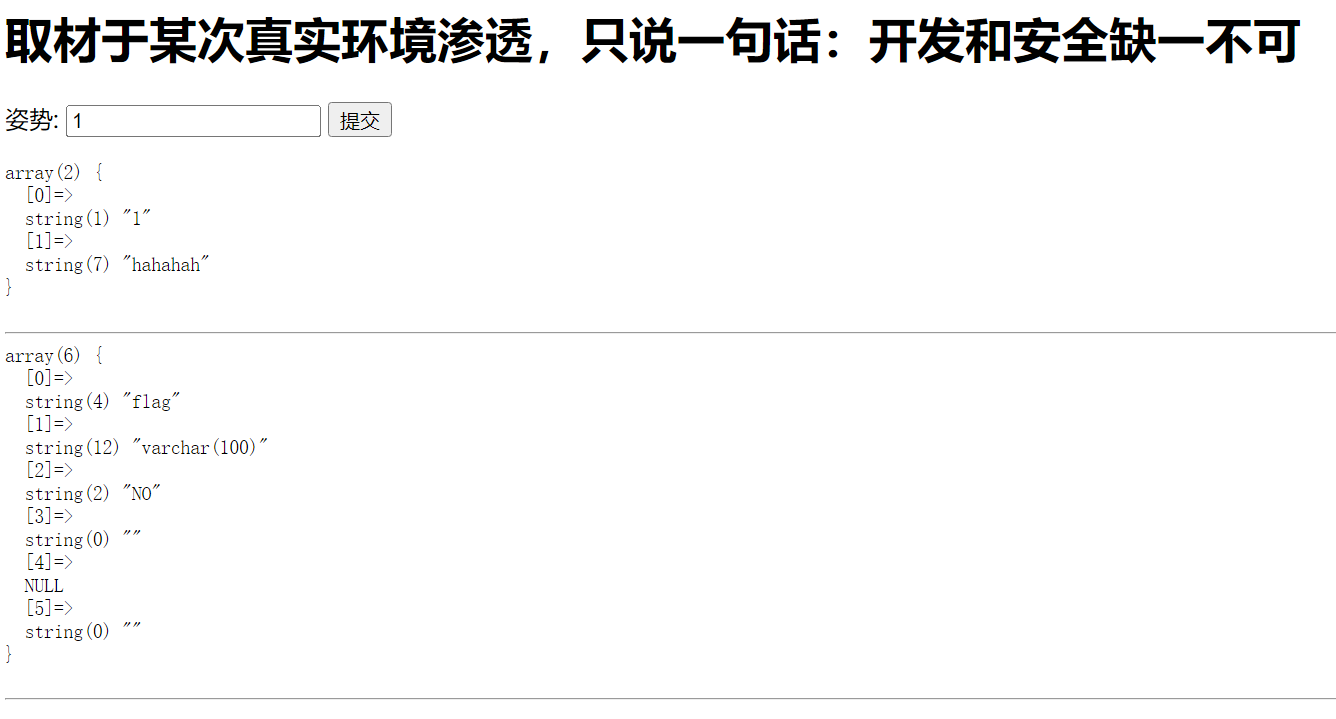 取材于某次真实环境渗透，只说一句话：开发和安全缺一不可
姿势: 1 提交
array(2) {
  [0]=>
  string(1) "1"
  [1]=>
  string(7) "hahahah"
}
array(6) {
  [0]=>
  string(4) "flag"
  [1]=>
  string(12) "varchar(100)"
  [2]=>
  string(2) "NO"
  [3]=>
  string(0) ""
  [4]=>
  NULL
  [5]=>
  string(0) ""
}